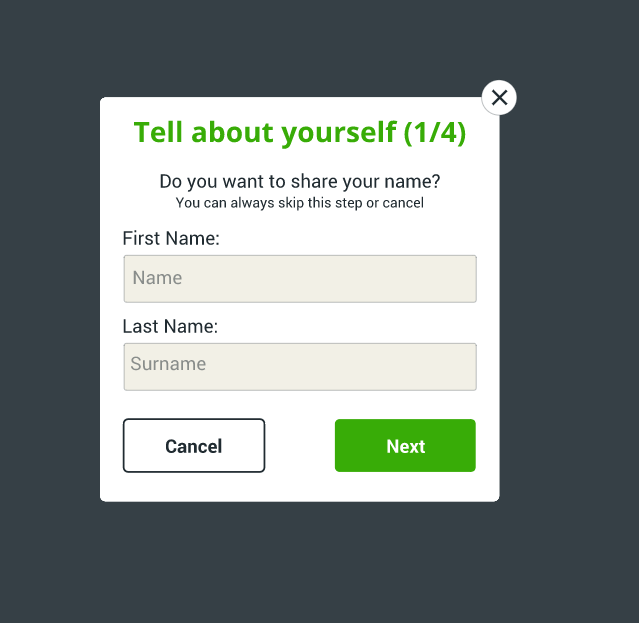 Tell about yourself (1/4)
Do you want to share your name?
You can always skip this step or cancel
First Name:
Name
Last Name:
Surname
Cancel
Next